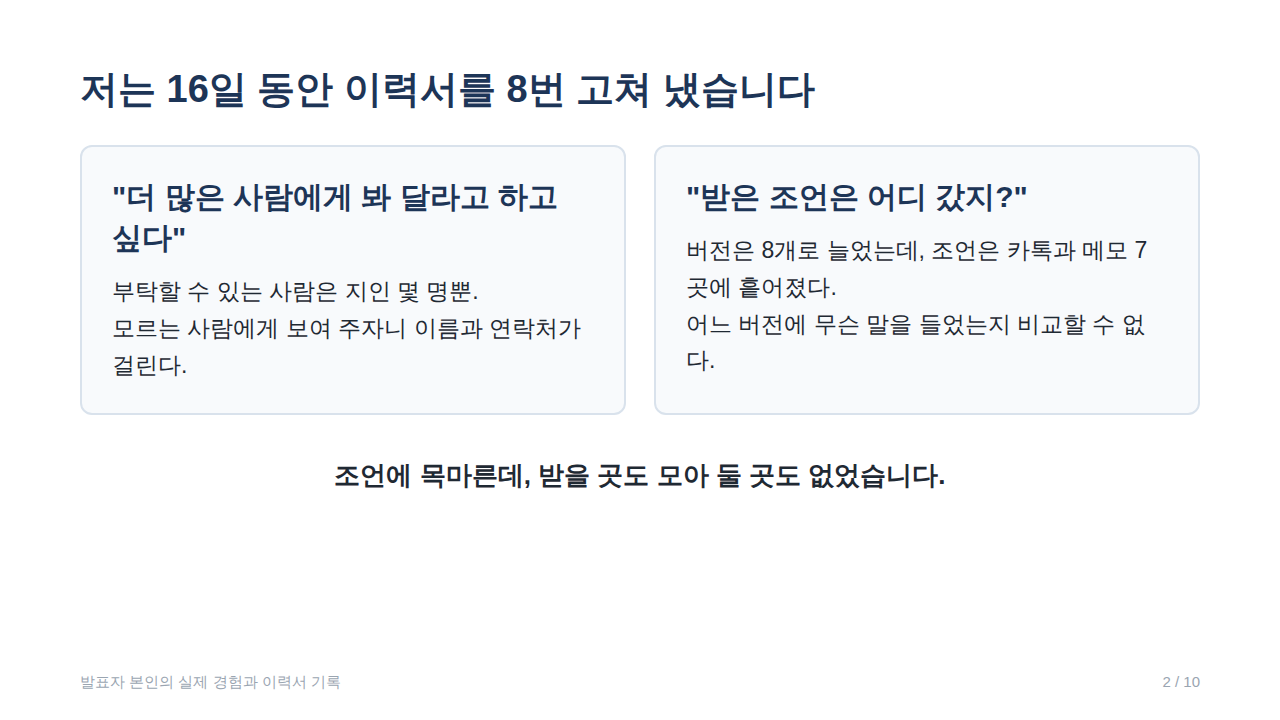 저는 16일 동안 이력서를 8번 고쳐 냈습니다
"더 많은 사람에게 봐 달라고 하고
싶다"
부탁할 수 있는 사람은 지인 몇 명뿐.
모르는 사람에게 보여 주자니 이름과 연락처가
걸린다.
"받은 조언은 어디 갔지?"
버전은 8개로 늘었는데, 조언은 카톡과 메모 7
곳에 흩어졌다.
어느 버전에 무슨 말을 들었는지 비교할 수 없
다.
조언에 목마른데, 받을 곳도 모아 둘 곳도 없었습니다.
발표자 본인의 실제 경험과 이력서 기록
2 / 10